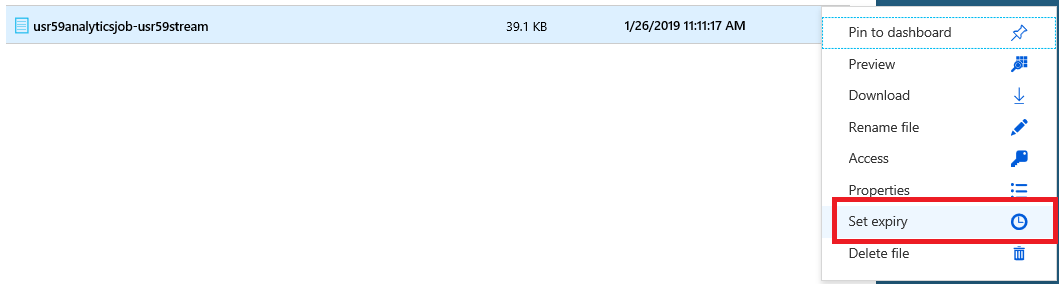 usr59analyticsjob-usr59stream 39.1 KB 1/26/2019 11:11:17 AM
Pin to dashboard
Preview
Download
Rename file
Access
Properties
Set expiry
Delete file